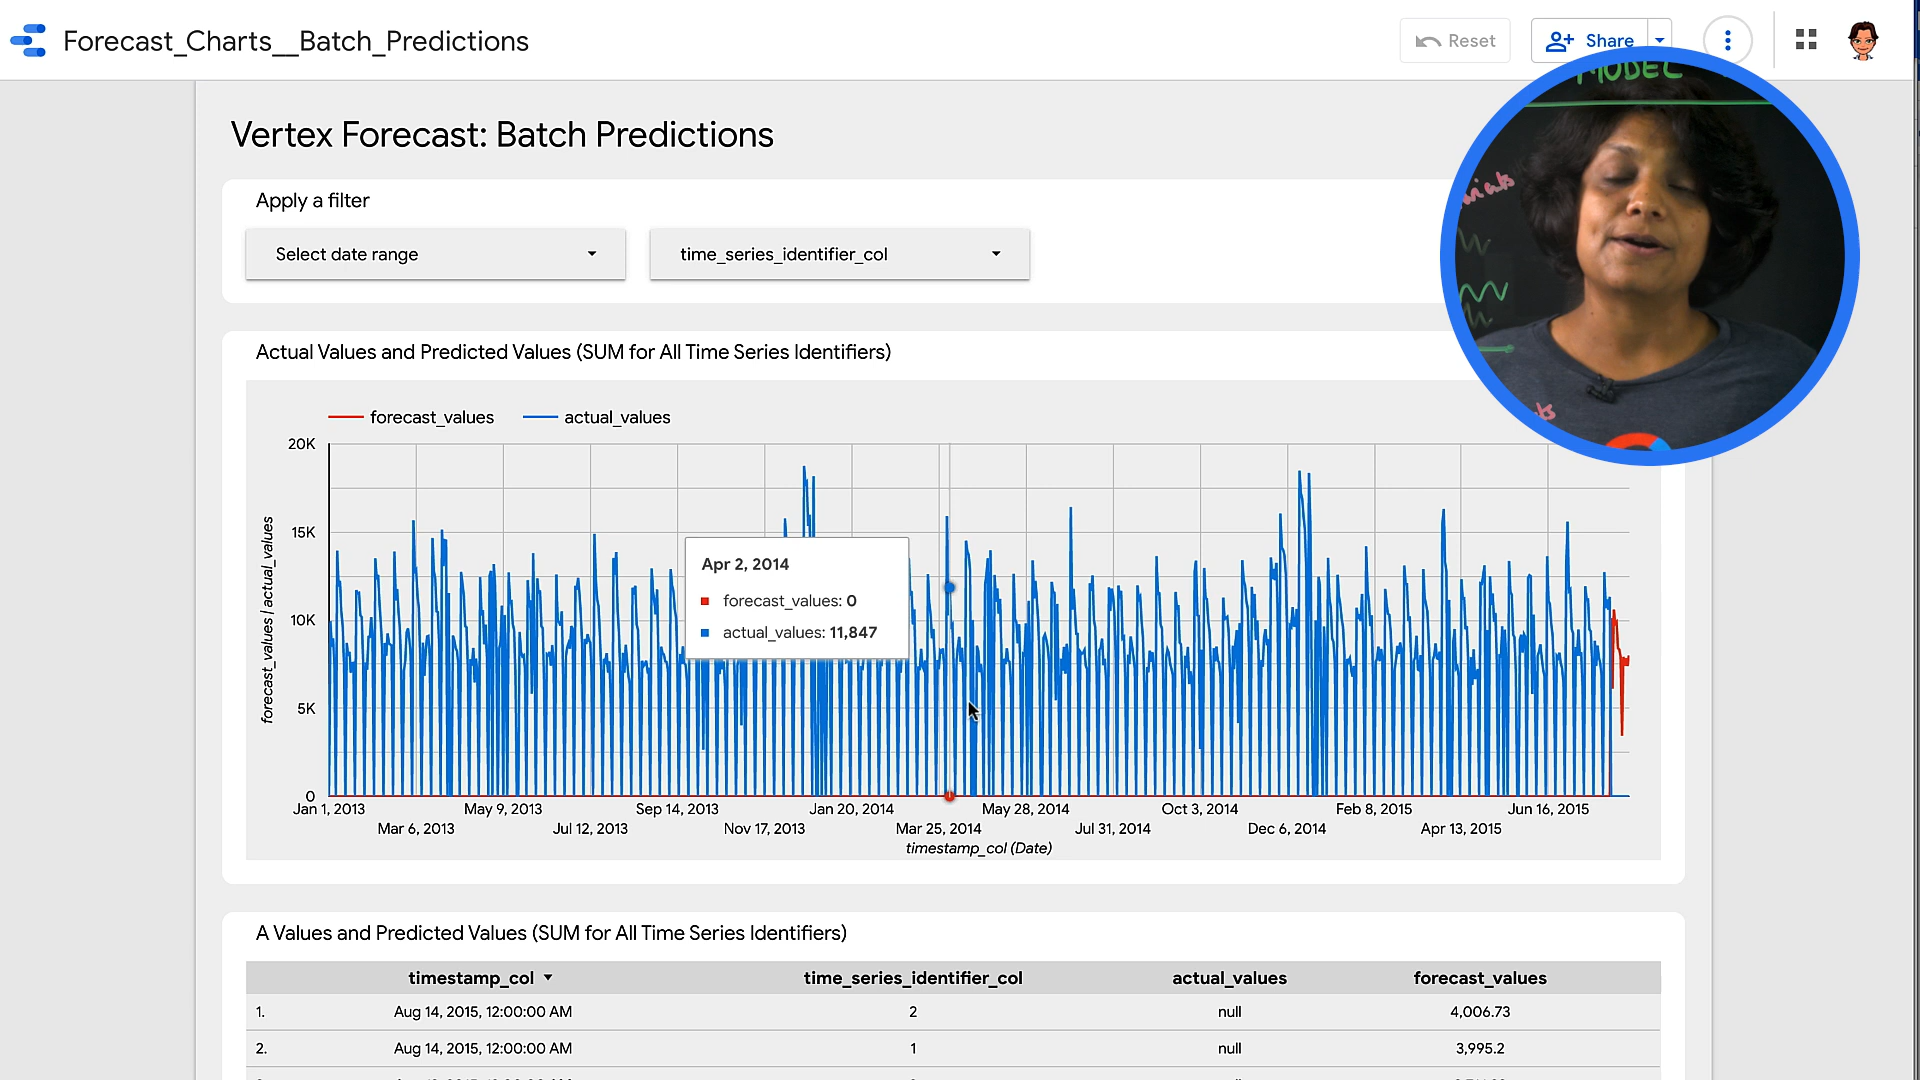 Forecast_Charts__Batch_Predictions
Reset
Share
MODEL
Vertex Forecast: Batch Predictions
Apply a filter
Select date range
time_series_identifier_col
Actual Values and Predicted Values (SUM for All Time Series Identifiers)
forecast_values actual_values
forecast_values | actual_values
20K
15K
10K
5K
0
Apr 2, 2014
forecast_values: 0
actual_values: 11,847
Jan 1, 2013 May 9, 2013 Sep 14, 2013 Jan 20, 2014 May 28, 2014 Oct 3, 2014 Feb 8, 2015 Jun 16, 2015
Mar 6, 2013 Jul 12, 2013 Nov 17, 2013 Mar 25, 2014 Jul 31, 2014 Dec 6, 2014 Apr 13, 2015
timestamp_col (Date)
A Values and Predicted Values (SUM for All Time Series Identifiers)
timestamp_col time_series_identifier_col actual_values forecast_values
1. Aug 14, 2015, 12:00:00 AM 2 null 4,006.73
2. Aug 14, 2015, 12:00:00 AM 1 null 3,995.2